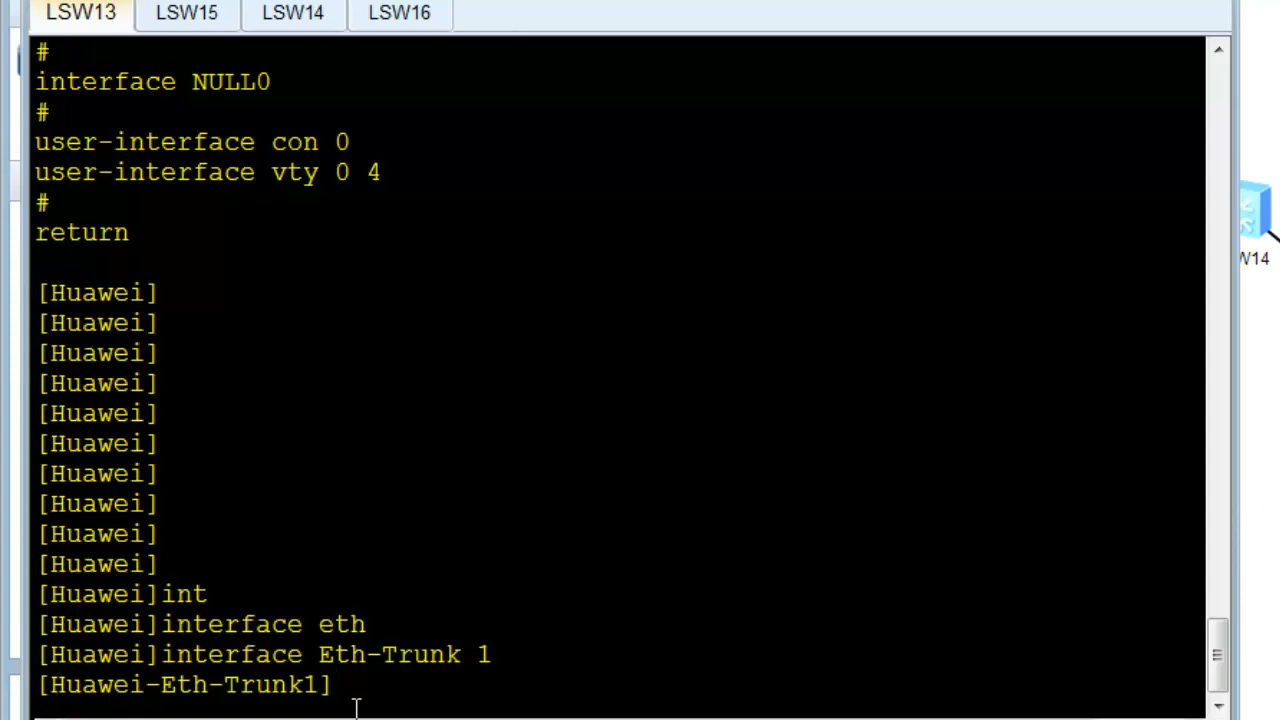 LSW13 LSW15 LSW14 LSW16
#
interface NULL0
#
user-interface con 0
user-interface vty 0 4
#
return
[Huawei]
[Huawei]
[Huawei]
[Huawei]
[Huawei]
[Huawei]
[Huawei]
[Huawei]
[Huawei]
[Huawei]
[Huawei]int
[Huawei]interface eth
[Huawei]interface Eth-Trunk 1
[Huawei-Eth-Trunk1]
W14